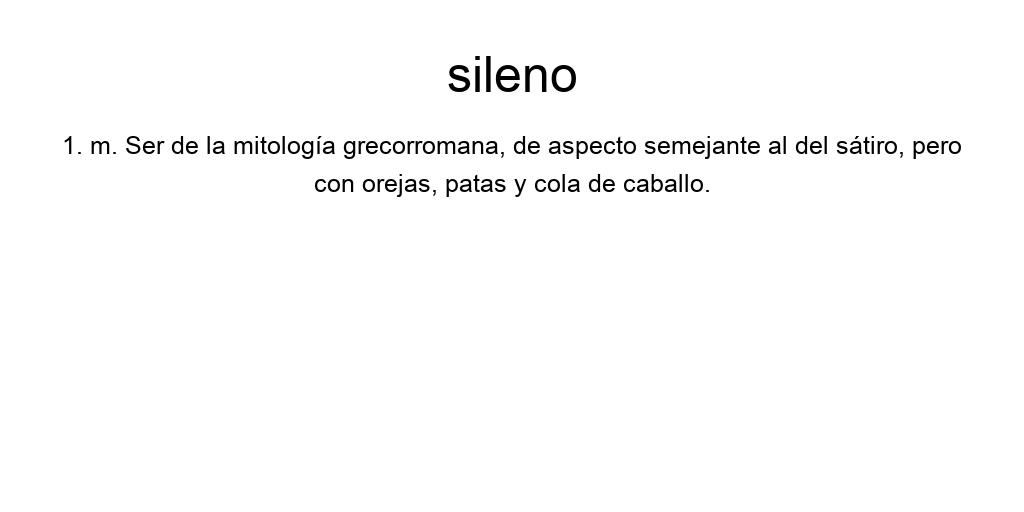 sileno
1. m. Ser de la mitología grecorromana, de aspecto semejante al del sátiro, pero
con orejas, patas y cola de caballo.